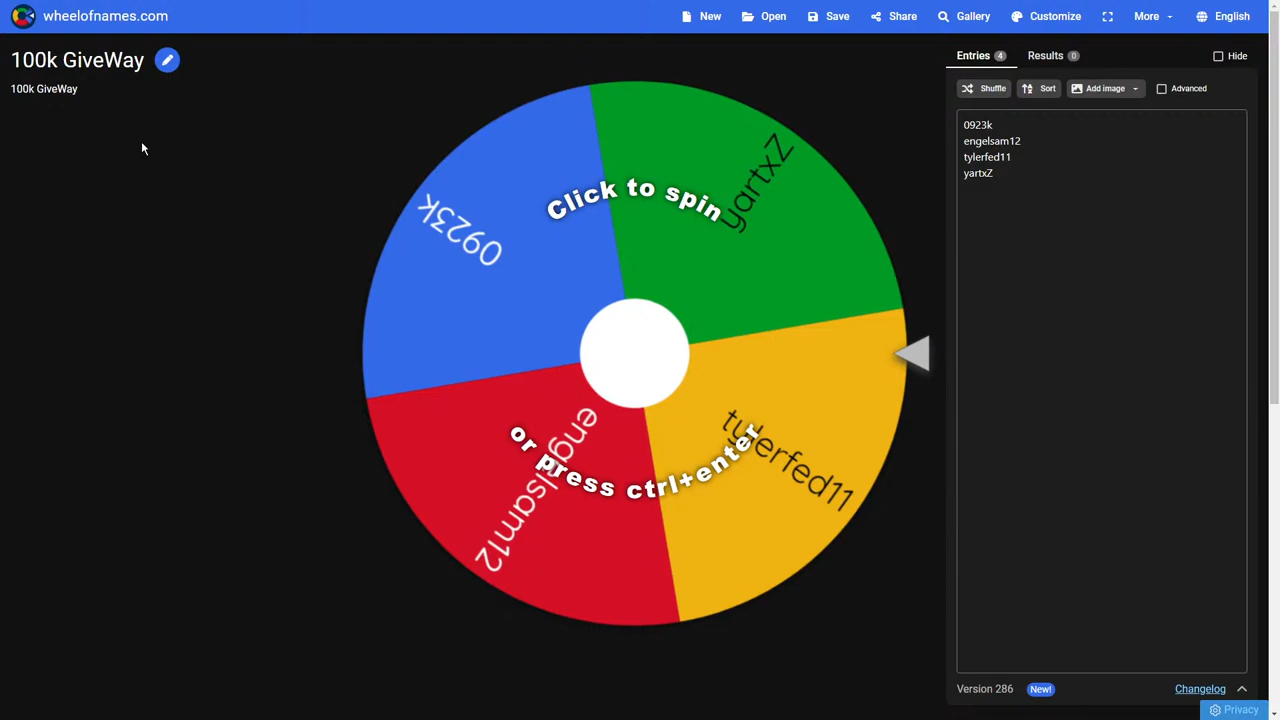 wheelofnames.com
New
Open
Save
Share
Gallery
Customize
More
English
100k GiveWay
100k GiveWay
Entries 4
Results 0
Hide
Shuffle
Sort
Add image
Advanced
0923k
engelsam12
tylerfed11
yartxZ
0923k
yartxZ
Click to spin
tylerfed11
engelsam12
or press ctrl+enter
Version 286
New!
Changelog
Privacy